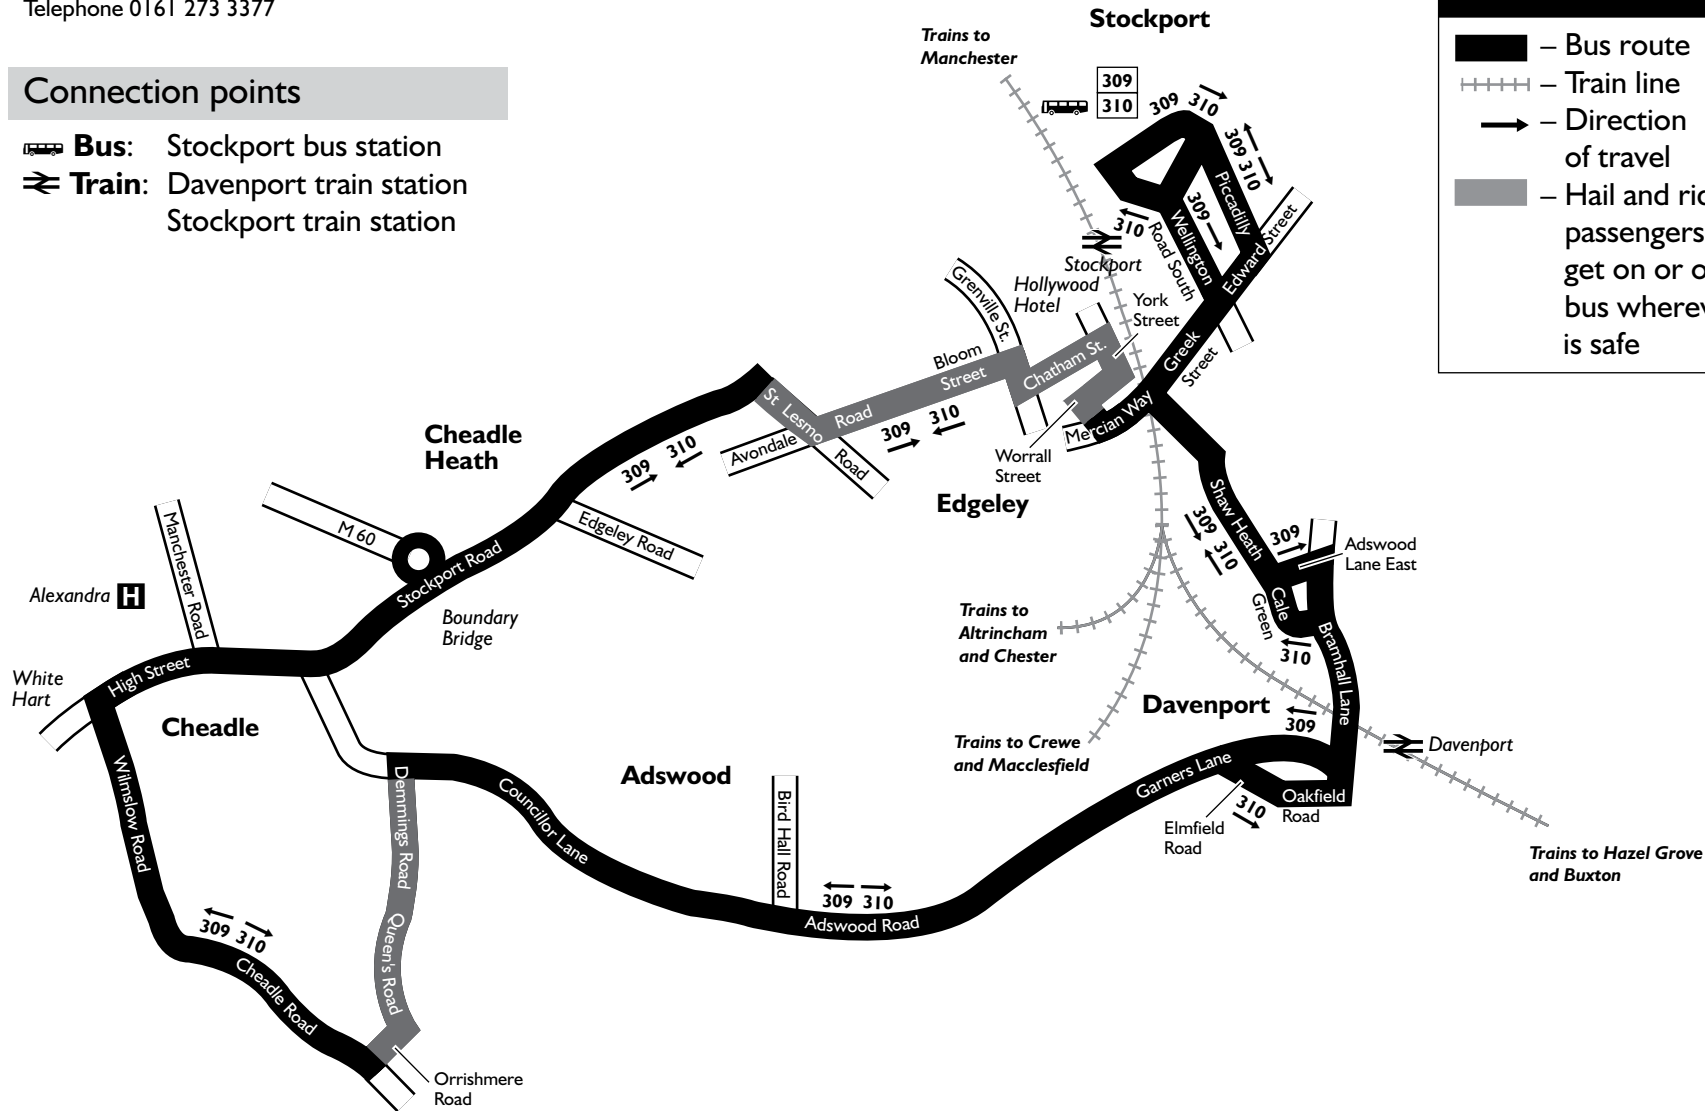 Telephone 0161 273 3377
Connection points
Bus: Stockport bus station
Train: Davenport train station
Stockport train station
Stockport
Trains to
Manchester
309
310
309 310
309 310
Piccadilly
– Bus route
– Train line
– Direction
of travel
– Hail and
passengers
get on or
bus
is safe
309
310
Wellington
Road South
Edward
Street
Stockport
Hollywood
Hotel
York
Street
Grenville St.
Greek
Street
Chatham St.
Bloom
Street
St Lesmo
Road
Road
Avondale
309 310
Mercian Way
Worrall
Street
Edgeley
Cheadle
Heath
309 310
M 60
Edgeley Road
Stockport Road
Manchester Road
Alexandra H
Boundary
Bridge
White
Hart
High Street
Cheadle
Shaw Heath
309 310
309
Adswood
Lane East
Cale
Green
310
Bramhall Lane
Trains to
Altrincham
and Chester
Davenport
309
Davenport
Trains to Crewe
and Macclesfield
Garners Lane
Oakfield
Road
310
Elmfield
Road
Trains to Hazel Grove
and Buxton
Adswood
Bird Hall Road
309 310
Adswood Road
Councillor Lane
Demmings Road
Queen's Road
Wilmslow Road
309 310
Cheadle Road
Orrishmere
Road